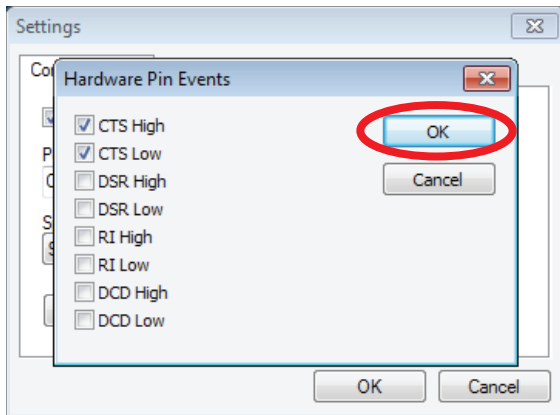 Settings
Hardware Pin Events
CTS High
CTS Low
DSR High
DSR Low
RI High
RI Low
DCD High
DCD Low
OK
Cancel
OK
Cancel